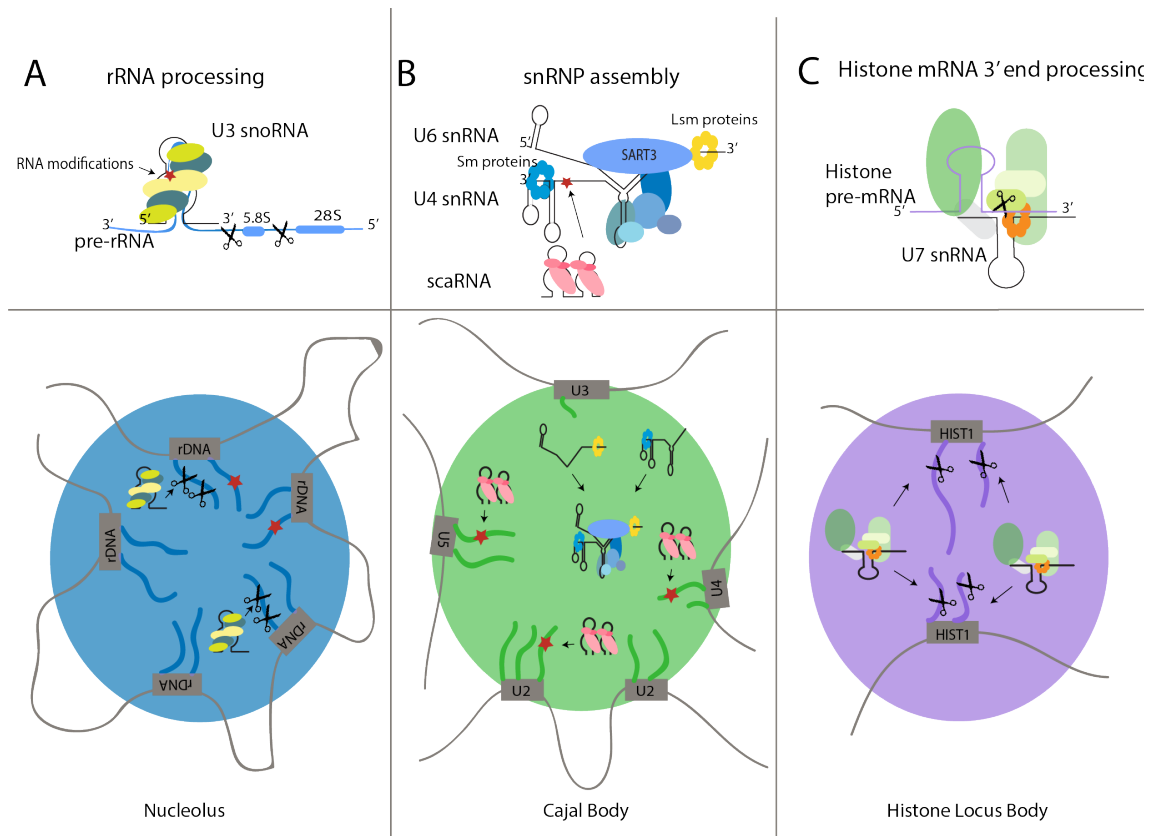 A
rRNA processing
U3 snoRNA
RNA modifications
3′
5′
3′
5.8S
28S
5′
pre-rRNA
B
snRNP assembly
Lsm proteins
U6 snRNA
5′
SART3
3′
Sm proteins
3′
U4 snRNA
scaRNA
C
Histone mRNA 3′ end processing
Histone
pre-mRNA
5′
3′
U7 snRNA
rDNA
rDNA
rDNA
rDNA
rDNA
Nucleolus
U3
U5
U4
U2
U2
Cajal Body
HIST1
HIST1
Histone Locus Body